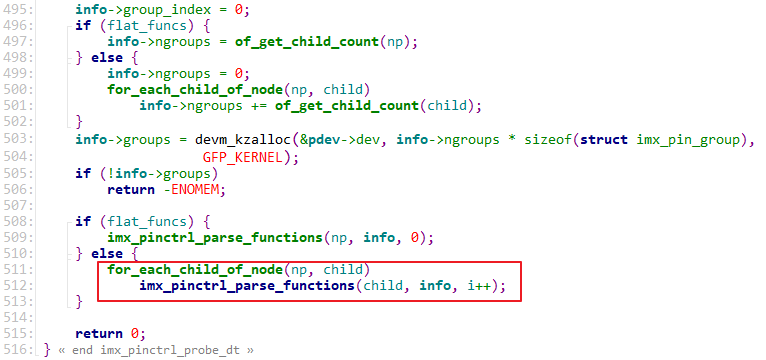 495:     info->group_index = 0;
496:     if (flat_funcs) {
497:         info->ngroups = of_get_child_count(np);
498:     } else {
499:         info->ngroups = 0;
500:         for_each_child_of_node(np, child)
501:             info->ngroups += of_get_child_count(child);
502:     }
503:     info->groups = devm_kzalloc(&pdev->dev, info->ngroups * sizeof(struct imx_pin_group),
504:                     GFP_KERNEL);
505:     if (!info->groups)
506:         return -ENOMEM;
507:
508:     if (flat_funcs) {
509:         imx_pinctrl_parse_functions(np, info, 0);
510:     } else {
511:         for_each_child_of_node(np, child)
512:             imx_pinctrl_parse_functions(child, info, i++);
513:     }
514:
515:     return 0;
516: } « end imx_pinctrl_probe_dt »